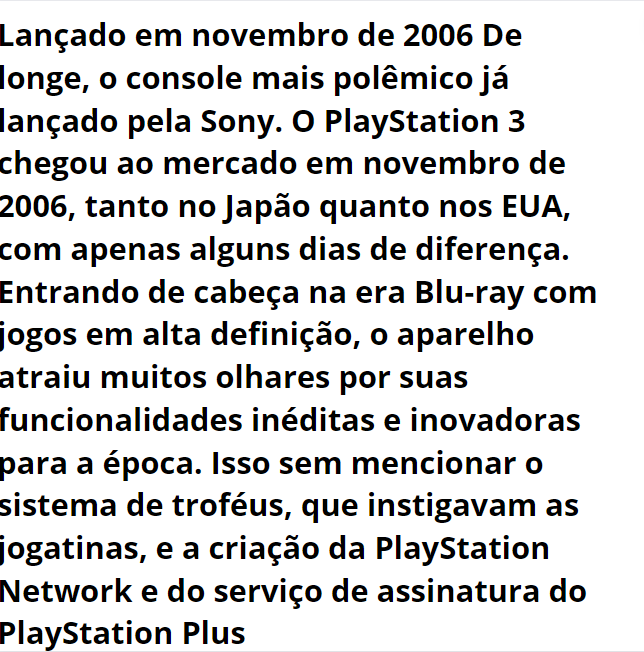 Lançado em novembro de 2006 De
longe, o console mais polêmico já
lançado pela Sony. O PlayStation 3
chegou ao mercado em novembro de
2006, tanto no Japão quanto nos EUA,
com apenas alguns dias de diferença.
Entrando de cabeça na era Blu-ray com
jogos em alta definição, o aparelho
atraiu muitos olhares por suas
funcionalidades inéditas e inovadoras
para a época. Isso sem mencionar o
sistema de troféus, que instigavam as
jogatinas, e a criação da PlayStation
Network e do serviço de assinatura do
PlayStation Plus